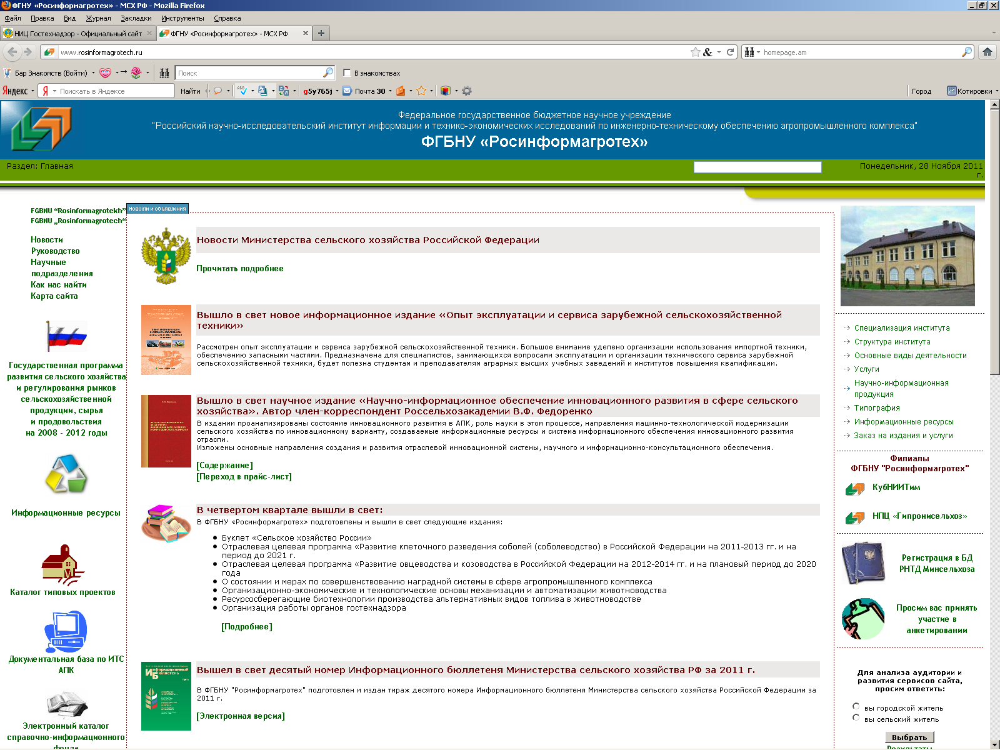 ФГНУ «Росинформагротех» - МСХ РФ - Mozilla Firefox
Файл Правка Вид Журнал Закладки Инструменты Справка
НИЦ Гостехнадзор - Официальный сайт
ФГНУ «Росинформагротех» - МСХ РФ
www.rosinformagrotech.ru
homepage.am
Бар Знакомств (Войти)
Поиск
В знакомствах
Яндекс
Поискать в Яндексе
Найти
g5y765j
Почта 30
Город
Котировки
Федеральное государственное бюджетное научное учреждение
"Российский научно-исследовательский институт информации и технико-экономических исследований по инженерно-техническому обеспечению агропромышленного комплекса"
ФГБНУ «Росинформагротех»
Раздел: Главная
Понедельник, 28 Ноября 2011
г.
FGBNU “Rosinformagrotekh”
FGBNU „Rosinformagrotech“
Новости
Руководство
Научные
подразделения
Как нас найти
Карта сайта
Государственная программа
развития сельского хозяйства
и регулирования рынков
сельскохозяйственной
продукции, сырья
и продовольствия
на 2008 - 2012 годы
Информационные ресурсы
Каталог типовых проектов
Документальная база по ИТС
АПК
Электронный каталог
справочно-информационного
фонда
Новости и объявления
Новости Министерства сельского хозяйства Российской Федерации
Прочитать подробнее
ОПЫТ ЭКСПЛУАТАЦИИ
И СЕРВИСА ЗАРУБЕЖНОЙ
СЕЛЬСКОХОЗЯЙСТВЕННОЙ
ТЕХНИКИ
Вышло в свет новое информационное издание «Опыт эксплуатации и сервиса зарубежной сельскохозяйственной
техники»
Рассмотрен опыт эксплуатации и сервиса зарубежной сельскохозяйственной техники. Большое внимание уделено организации использования импортной техники,
обеспечению запасными частями. Предназначена для специалистов, занимающихся вопросами эксплуатации и организации технического сервиса зарубежной
сельскохозяйственной техники, будет полезна студентам и преподавателям аграрных высших учебных заведений и институтов повышения квалификации.
Вышло в свет научное издание «Научно-информационное обеспечение инновационного развития в сфере сельского
хозяйства». Автор член-корреспондент Россельхозакадемии В.Ф. Федоренко
В издании проанализированы состояние инновационного развития в АПК, роль науки в этом процессе, направления машинно-технологической модернизации
сельского хозяйства по инновационному варианту, создаваемые информационные ресурсы и система информационного обеспечения инновационного развития
отрасли.
Изложены основные направления создания и развития отраслевой инновационной системы, научного и информационно-консультационного обеспечения.
[Содержание]
[Переход в прайс-лист]
В четвертом квартале вышли в свет:
В ФГБНУ «Росинформагротех» подготовлены и вышли в свет следующие издания:
Буклет «Сельское хозяйство России»
Отраслевая целевая программа «Развитие клеточного разведения соболей (соболеводство) в Российской Федерации на 2011-2013 гг. и на
период до 2021 г.
Отраслевая целевая программа «Развитие овцеводства и козоводства в Российской Федерации на 2012-2014 гг. и на плановый период до 2020
года
О состоянии и мерах по совершенствованию наградной системы в сфере агропромышленного комплекса
Организационно-экономические и технологические основы механизации и автоматизации животноводства
Ресурсосберегающие биотехнологии производства альтернативных видов топлива в животноводстве
Организация работы органов гостехнадзора
[Подробнее]
Информационный
бюллетень
Вышел в свет десятый номер Информационного бюллетеня Министерства сельского хозяйства РФ за 2011 г.
В ФГБНУ "Росинформагротех" подготовлен и издан тираж десятого номера Информационного бюллетеня Министерства сельского хозяйства Российской Федерации за
2011 г.
[Электронная версия]
Специализация института
Структура института
Основные виды деятельности
Услуги
Научно-информационная
продукция
Типография
Информационные ресурсы
Заказ на издания и услуги
Филиалы
ФГБНУ "Росинформагротех"
КубНИИТим
НПЦ «Гипронисельхоз»
Регистрация в БД
РНТД Минсельхоза
Просим вас принять
участие в
анкетировании
Для анализа аудитории и
развития сервисов сайта,
просим ответить:
вы городской житель
вы сельский житель
Выбрать
Результаты